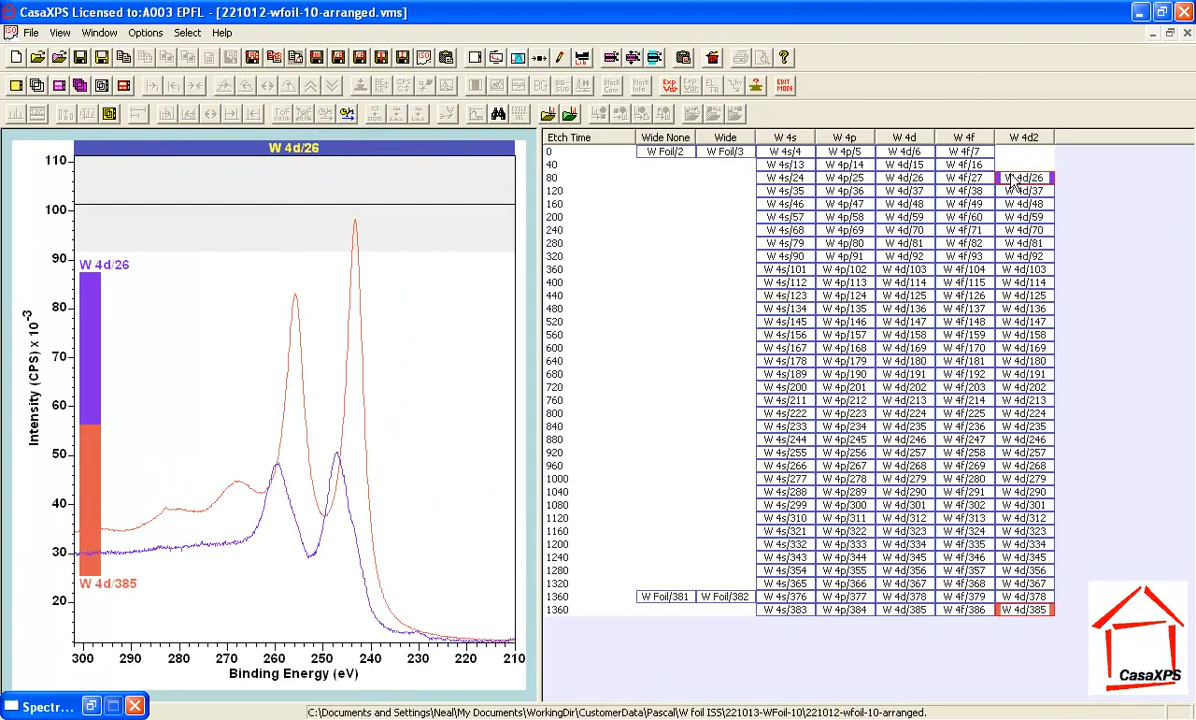 CasaXPS Licensed to:A003 EPFL - [221012-wfoil-10-arranged.vms]
File View Window Options Select Help
W 4d/26
110
100
90
80
70
60
50
40
30
20
Intensity (CPS) x 10-3
W 4d/26
W 4d/385
300 290 280 270 260 250 240 230 220 210
Binding Energy (eV)
Etch Time Wide None Wide W 4s W 4p W 4d W 4f W 4d2
0 W Foil/2 W Foil/3 W 4s/4 W 4p/5 W 4d/6 W 4f/7
40 W 4s/13 W 4p/14 W 4d/15 W 4f/16
80 W 4s/24 W 4p/25 W 4d/26 W 4f/27 W 4d/26
120 W 4s/35 W 4p/36 W 4d/37 W 4f/38 W 4d/37
160 W 4s/46 W 4p/47 W 4d/48 W 4f/49 W 4d/48
200 W 4s/57 W 4p/58 W 4d/59 W 4f/60 W 4d/59
240 W 4s/68 W 4p/69 W 4d/70 W 4f/71 W 4d/70
280 W 4s/79 W 4p/80 W 4d/81 W 4f/82 W 4d/81
320 W 4s/90 W 4p/91 W 4d/92 W 4f/93 W 4d/92
360 W 4s/101 W 4p/102 W 4d/103 W 4f/104 W 4d/103
400 W 4s/112 W 4p/113 W 4d/114 W 4f/115 W 4d/114
440 W 4s/123 W 4p/124 W 4d/125 W 4f/126 W 4d/125
480 W 4s/134 W 4p/135 W 4d/136 W 4f/137 W 4d/136
520 W 4s/145 W 4p/146 W 4d/147 W 4f/148 W 4d/147
560 W 4s/156 W 4p/157 W 4d/158 W 4f/159 W 4d/158
600 W 4s/167 W 4p/168 W 4d/169 W 4f/170 W 4d/169
640 W 4s/178 W 4p/179 W 4d/180 W 4f/181 W 4d/180
680 W 4s/189 W 4p/190 W 4d/191 W 4f/192 W 4d/191
720 W 4s/200 W 4p/201 W 4d/202 W 4f/203 W 4d/202
760 W 4s/211 W 4p/212 W 4d/213 W 4f/214 W 4d/213
800 W 4s/222 W 4p/223 W 4d/224 W 4f/225 W 4d/224
840 W 4s/233 W 4p/234 W 4d/235 W 4f/236 W 4d/235
880 W 4s/244 W 4p/245 W 4d/246 W 4f/247 W 4d/246
920 W 4s/255 W 4p/256 W 4d/257 W 4f/258 W 4d/257
960 W 4s/266 W 4p/267 W 4d/268 W 4f/269 W 4d/268
1000 W 4s/277 W 4p/278 W 4d/279 W 4f/280 W 4d/279
1040 W 4s/288 W 4p/289 W 4d/290 W 4f/291 W 4d/290
1080 W 4s/299 W 4p/300 W 4d/301 W 4f/302 W 4d/301
1120 W 4s/310 W 4p/311 W 4d/312 W 4f/313 W 4d/312
1160 W 4s/321 W 4p/322 W 4d/323 W 4f/324 W 4d/323
1200 W 4s/332 W 4p/333 W 4d/334 W 4f/335 W 4d/334
1240 W 4s/343 W 4p/344 W 4d/345 W 4f/346 W 4d/345
1280 W 4s/354 W 4p/355 W 4d/356 W 4f/357 W 4d/356
1320 W 4s/365 W 4p/366 W 4d/367 W 4f/368 W 4d/367
1360 W Foil/381 W Foil/382 W 4s/376 W 4p/377 W 4d/378 W 4f/379 W 4d/378
1360 W 4s/383 W 4p/384 W 4d/385 W 4f/386 W 4d/385
CasaXPS
Spectr...
C:\Documents and Settings\Neal\My Documents\WorkingDir\CustomerData\Pascal\W foil ISS\221013-WFoil-10\221012-wfoil-10-arranged.